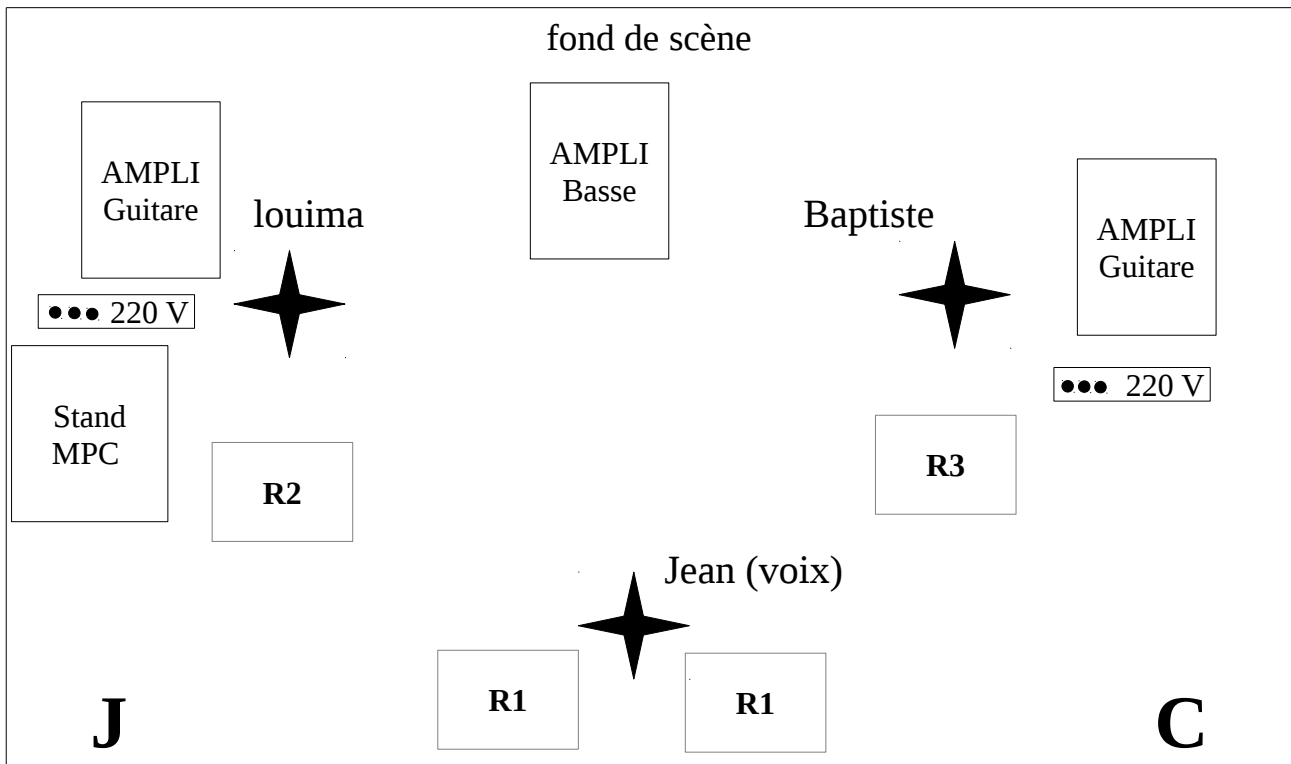 fond de scène
AMPLI
Guitare
louima
AMPLI
Basse
Baptiste
AMPLI
Guitare
220 V
220 V
Stand
MPC
R2
R3
Jean (voix)
R1
R1
J
C